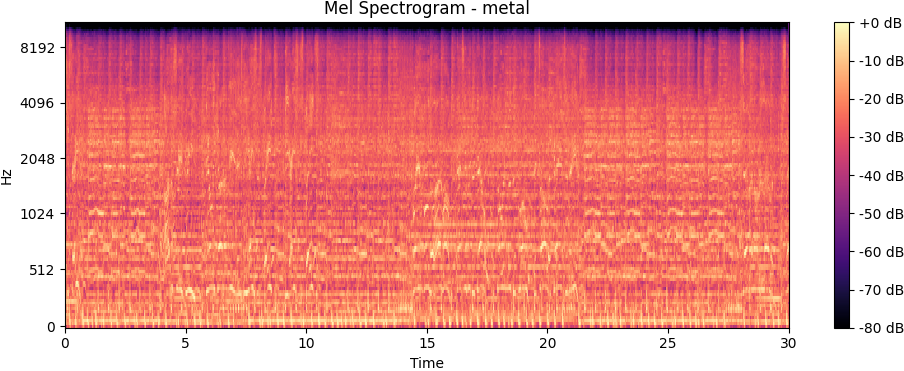 Mel Spectrogram - metal
Hz
8192
4096
2048
1024
512
0
0 5 10 15 20 25 30
Time
+0 dB
-10 dB
-20 dB
-30 dB
-40 dB
-50 dB
-60 dB
-70 dB
-80 dB